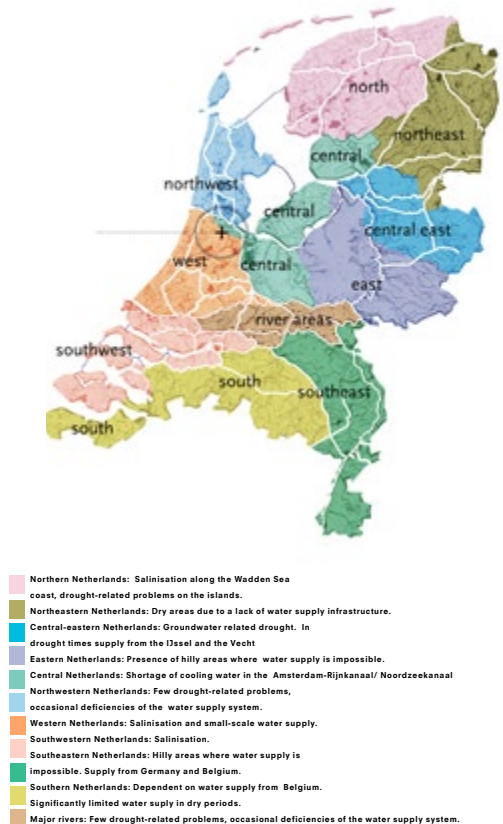 north
northeast
central
northwest
central
central east
west
central
east
river areas
southwest
south
southeast
south
Northern Netherlands: Salinisation along the Wadden Sea
coast, drought-related problems on the islands.
Northeastern Netherlands: Dry areas due to a lack of water supply infrastructure.
Central-eastern Netherlands: Groundwater related drought. In
drought times supply from the IJssel and the Vecht
Eastern Netherlands: Presence of hilly areas where water supply is impossible.
Central Netherlands: Shortage of cooling water in the Amsterdam-Rijnkanaal/ Noordzeekanaal
Northwestern Netherlands: Few drought-related problems,
occasional deficiencies of the water supply system.
Western Netherlands: Salinisation and small-scale water supply.
Southwestern Netherlands: Salinisation.
Southeastern Netherlands: Hilly areas where water supply is
impossible. Supply from Germany and Belgium.
Southern Netherlands: Dependent on water supply from Belgium.
Significantly limited water suply in dry periods.
Major rivers: Few drought-related problems, occasional deficiencies of the water supply system.